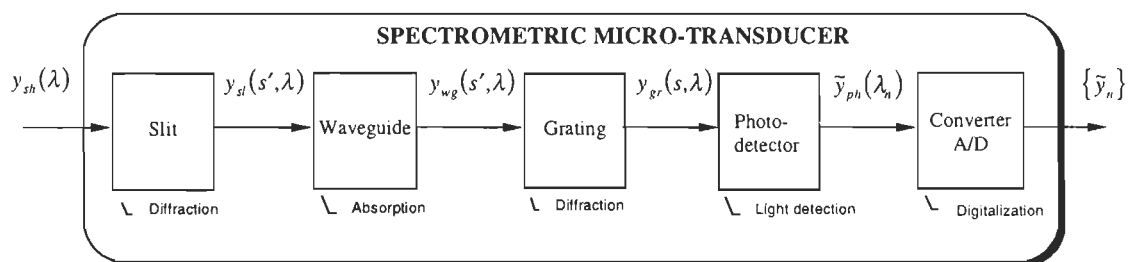 SPECTROMETRIC MICRO-TRANSDUCER
y_sh(λ)
y_sl(s′,λ)
y_wg(s′,λ)
y_gr(s,λ)
ỹ_ph(λ_n)
{ỹ_n}
Slit
Waveguide
Grating
Photo-
detector
Converter
A/D
Diffraction
Absorption
Diffraction
Light detection
Digitalization